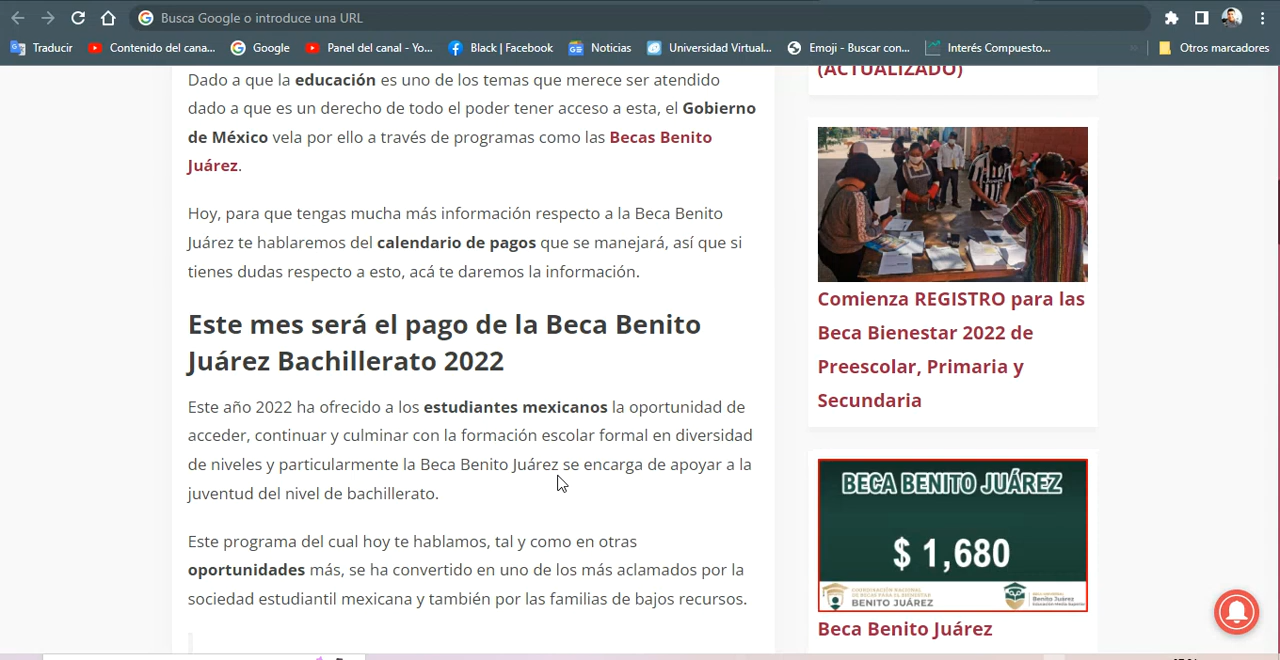 Busca Google o introduce una URL
Traducir
Contenido del cana...
Google
Panel del canal - Yo...
Black | Facebook
Noticias
Universidad Virtual...
Emoji - Buscar con...
Interés Compuesto...
Otros marcadores
Dado a que la educación es uno de los temas que merece ser atendido
dado a que es un derecho de todo el poder tener acceso a esta, el Gobierno
de México vela por ello a través de programas como las Becas Benito
Juárez.
Hoy, para que tengas mucha más información respecto a la Beca Benito
Juárez te hablaremos del calendario de pagos que se manejará, así que si
tienes dudas respecto a esto, acá te daremos la información.
Este mes será el pago de la Beca Benito
Juárez Bachillerato 2022
Este año 2022 ha ofrecido a los estudiantes mexicanos la oportunidad de
acceder, continuar y culminar con la formación escolar formal en diversidad
de niveles y particularmente la Beca Benito Juárez se encarga de apoyar a la
juventud del nivel de bachillerato.
Este programa del cual hoy te hablamos, tal y como en otras
oportunidades más, se ha convertido en uno de los más aclamados por la
sociedad estudiantil mexicana y también por las familias de bajos recursos.
(ACTUALIZADO)
Comienza REGISTRO para las
Beca Bienestar 2022 de
Preescolar, Primaria y
Secundaria
BECA BENITO JUÁREZ
$ 1,680
BENITO JUÁREZ
Benito Juárez
Beca Benito Juárez